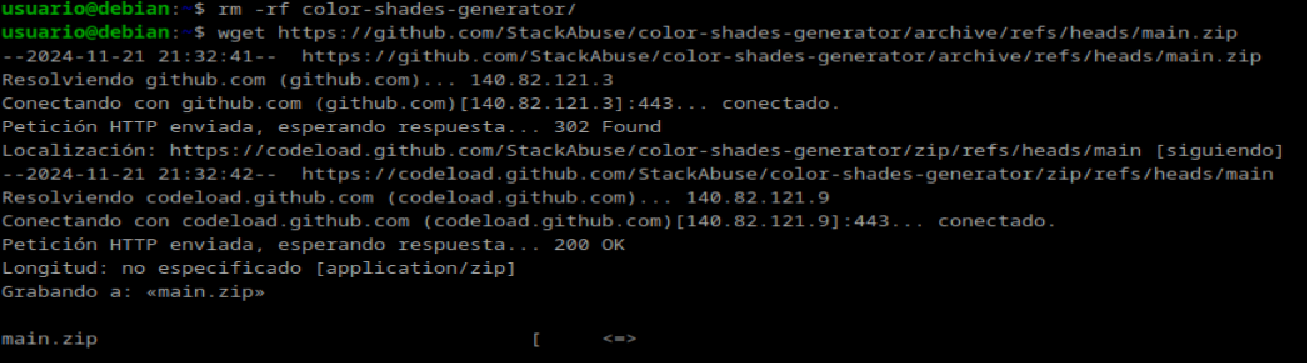 usuario@debian:~$ rm -rf color-shades-generator/
usuario@debian:~$ wget https://github.com/StackAbuse/color-shades-generator/archive/refs/heads/main.zip
--2024-11-21 21:32:41--  https://github.com/StackAbuse/color-shades-generator/archive/refs/heads/main.zip
Resolviendo github.com (github.com)... 140.82.121.3
Conectando con github.com (github.com)[140.82.121.3]:443... conectado.
Petición HTTP enviada, esperando respuesta... 302 Found
Localización: https://codeload.github.com/StackAbuse/color-shades-generator/zip/refs/heads/main [siguiendo]
--2024-11-21 21:32:42--  https://codeload.github.com/StackAbuse/color-shades-generator/zip/refs/heads/main
Resolviendo codeload.github.com (codeload.github.com)... 140.82.121.9
Conectando con codeload.github.com (codeload.github.com)[140.82.121.9]:443... conectado.
Petición HTTP enviada, esperando respuesta... 200 OK
Longitud: no especificado [application/zip]
Grabando a: «main.zip»
main.zip                                [     <=>